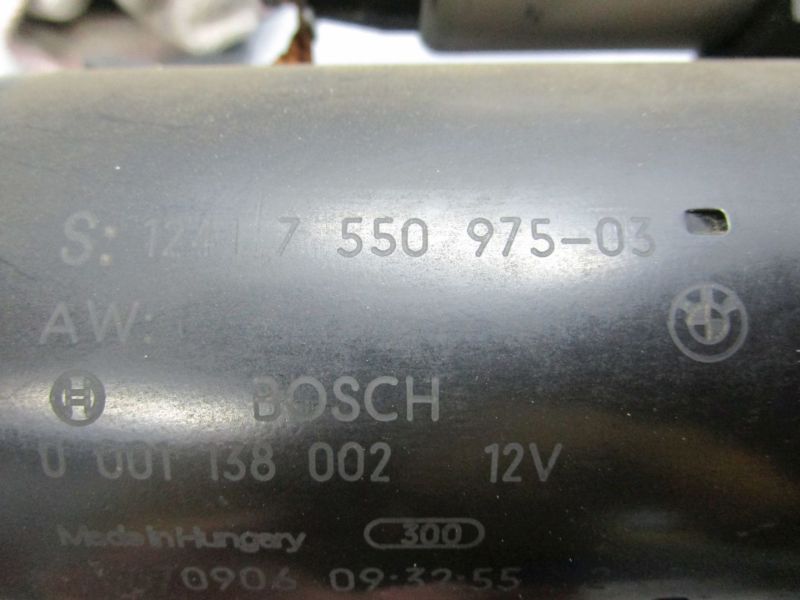 S: 1241 7 550 975-03
AW:
BOSCH
0 001 138 002 12V
Made in Hungary
300
0906 09:32:55